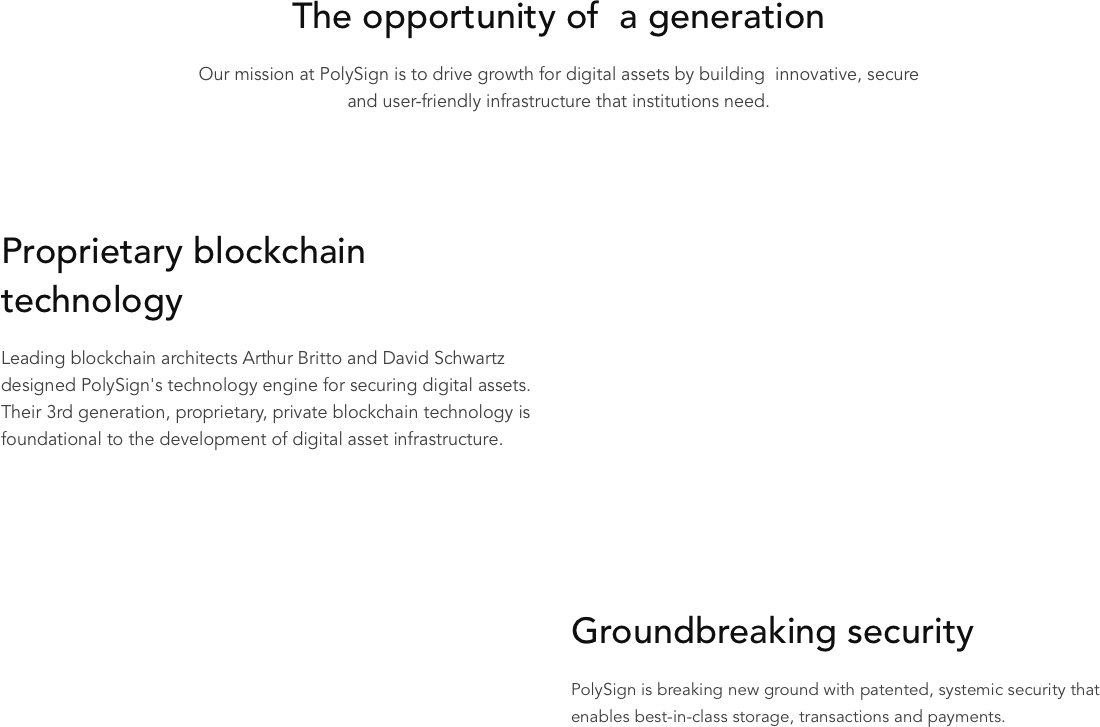 The opportunity of  a generation
Our mission at PolySign is to drive growth for digital assets by building  innovative, secure
and user-friendly infrastructure that institutions need.
Proprietary blockchain
technology
Leading blockchain architects Arthur Britto and David Schwartz
designed PolySign's technology engine for securing digital assets.
Their 3rd generation, proprietary, private blockchain technology is
foundational to the development of digital asset infrastructure.
Groundbreaking security
PolySign is breaking new ground with patented, systemic security that
enables best-in-class storage, transactions and payments.